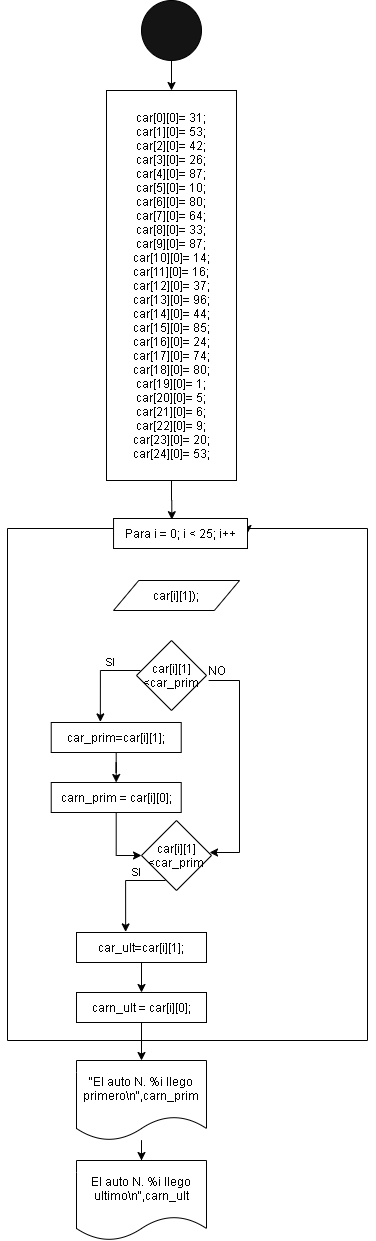 car[0][0]= 31;
car[1][0]= 53;
car[2][0]= 42;
car[3][0]= 26;
car[4][0]= 87;
car[5][0]= 10;
car[6][0]= 80;
car[7][0]= 64;
car[8][0]= 33;
car[9][0]= 87;
car[10][0]= 14;
car[11][0]= 16;
car[12][0]= 37;
car[13][0]= 96;
car[14][0]= 44;
car[15][0]= 85;
car[16][0]= 24;
car[17][0]= 74;
car[18][0]= 80;
car[19][0]= 1;
car[20][0]= 5;
car[21][0]= 6;
car[22][0]= 9;
car[23][0]= 20;
car[24][0]= 53;
Para i = 0; i < 25; i++
car[i][1]);
SI
car[i][1]
<car_prim
NO
car_prim=car[i][1];
carn_prim = car[i][0];
car[i][1]
<car_prim
SI
car_ult=car[i][1];
carn_ult = car[i][0];
"El auto N. %i llego
primero\n",carn_prim
El auto N. %i llego
ultimo\n",carn_ult